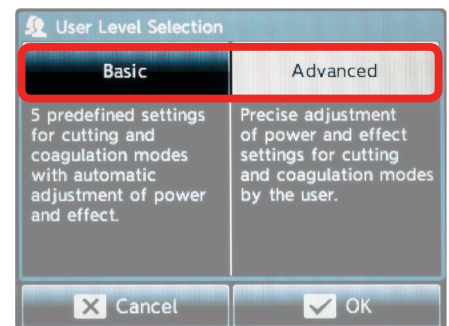 User Level Selection
Basic
Advanced
5 predefined settings
for cutting and
coagulation modes
with automatic
adjustment of power
and effect.
Precise adjustment
of power and effect
settings for cutting
and coagulation modes
by the user.
Cancel
OK